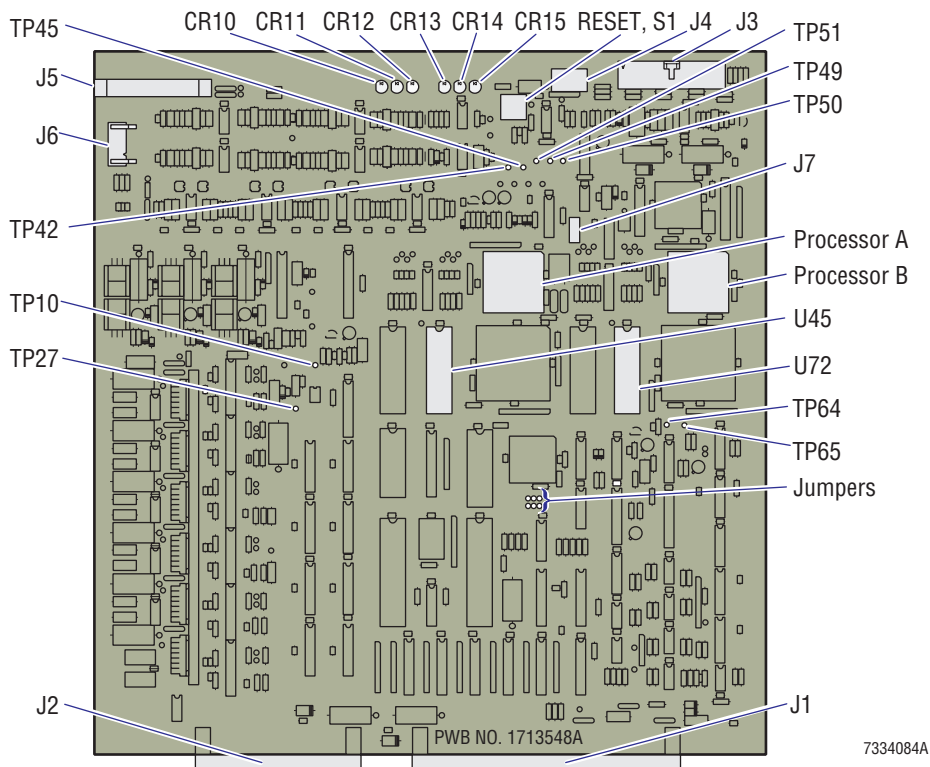 CR10 CR11 CR12 CR13 CR14 CR15 RESET, S1 J4 J3
TP45
TP51
J5
TP49
TP50
J6
J7
TP42
Processor A
Processor B
TP10
U45
TP27
U72
TP64
TP65
Jumpers
J2
J1
PWB NO. 1713548A
7334084A